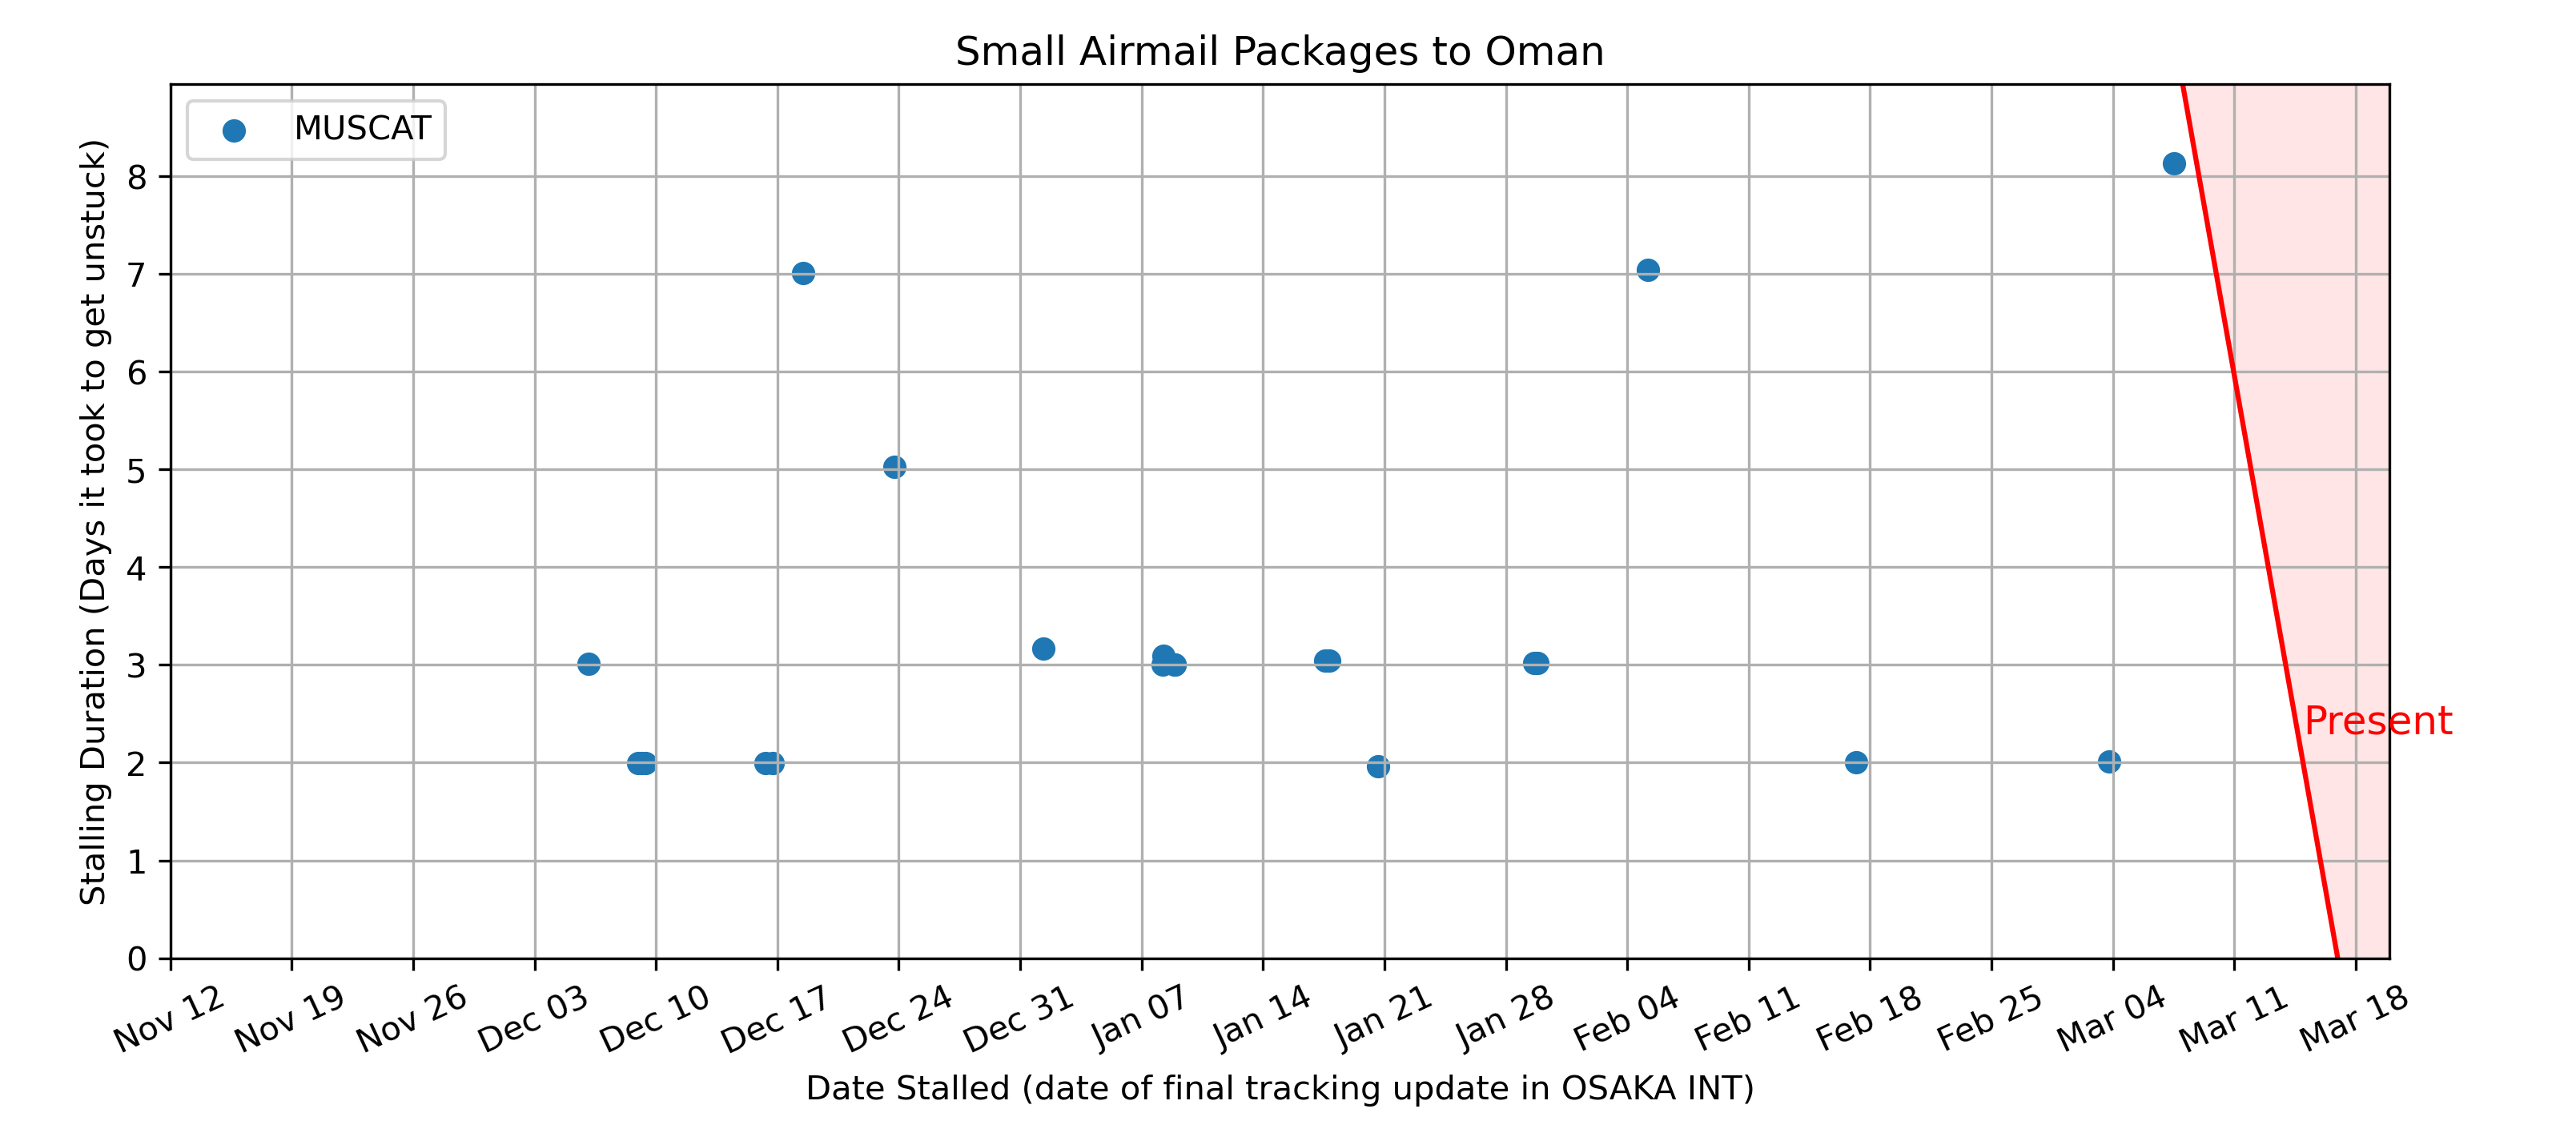 Small Airmail Packages to Oman
MUSCAT
Stalling Duration (Days it took to get unstuck)
8
7
6
5
4
3
2
1
0
Present
Nov 12
Nov 19
Nov 26
Dec 03
Dec 10
Dec 17
Dec 24
Dec 31
Jan 07
Jan 14
Jan 21
Jan 28
Feb 04
Feb 11
Feb 18
Feb 25
Mar 04
Mar 11
Mar 18
Date Stalled (date of final tracking update in OSAKA INT)